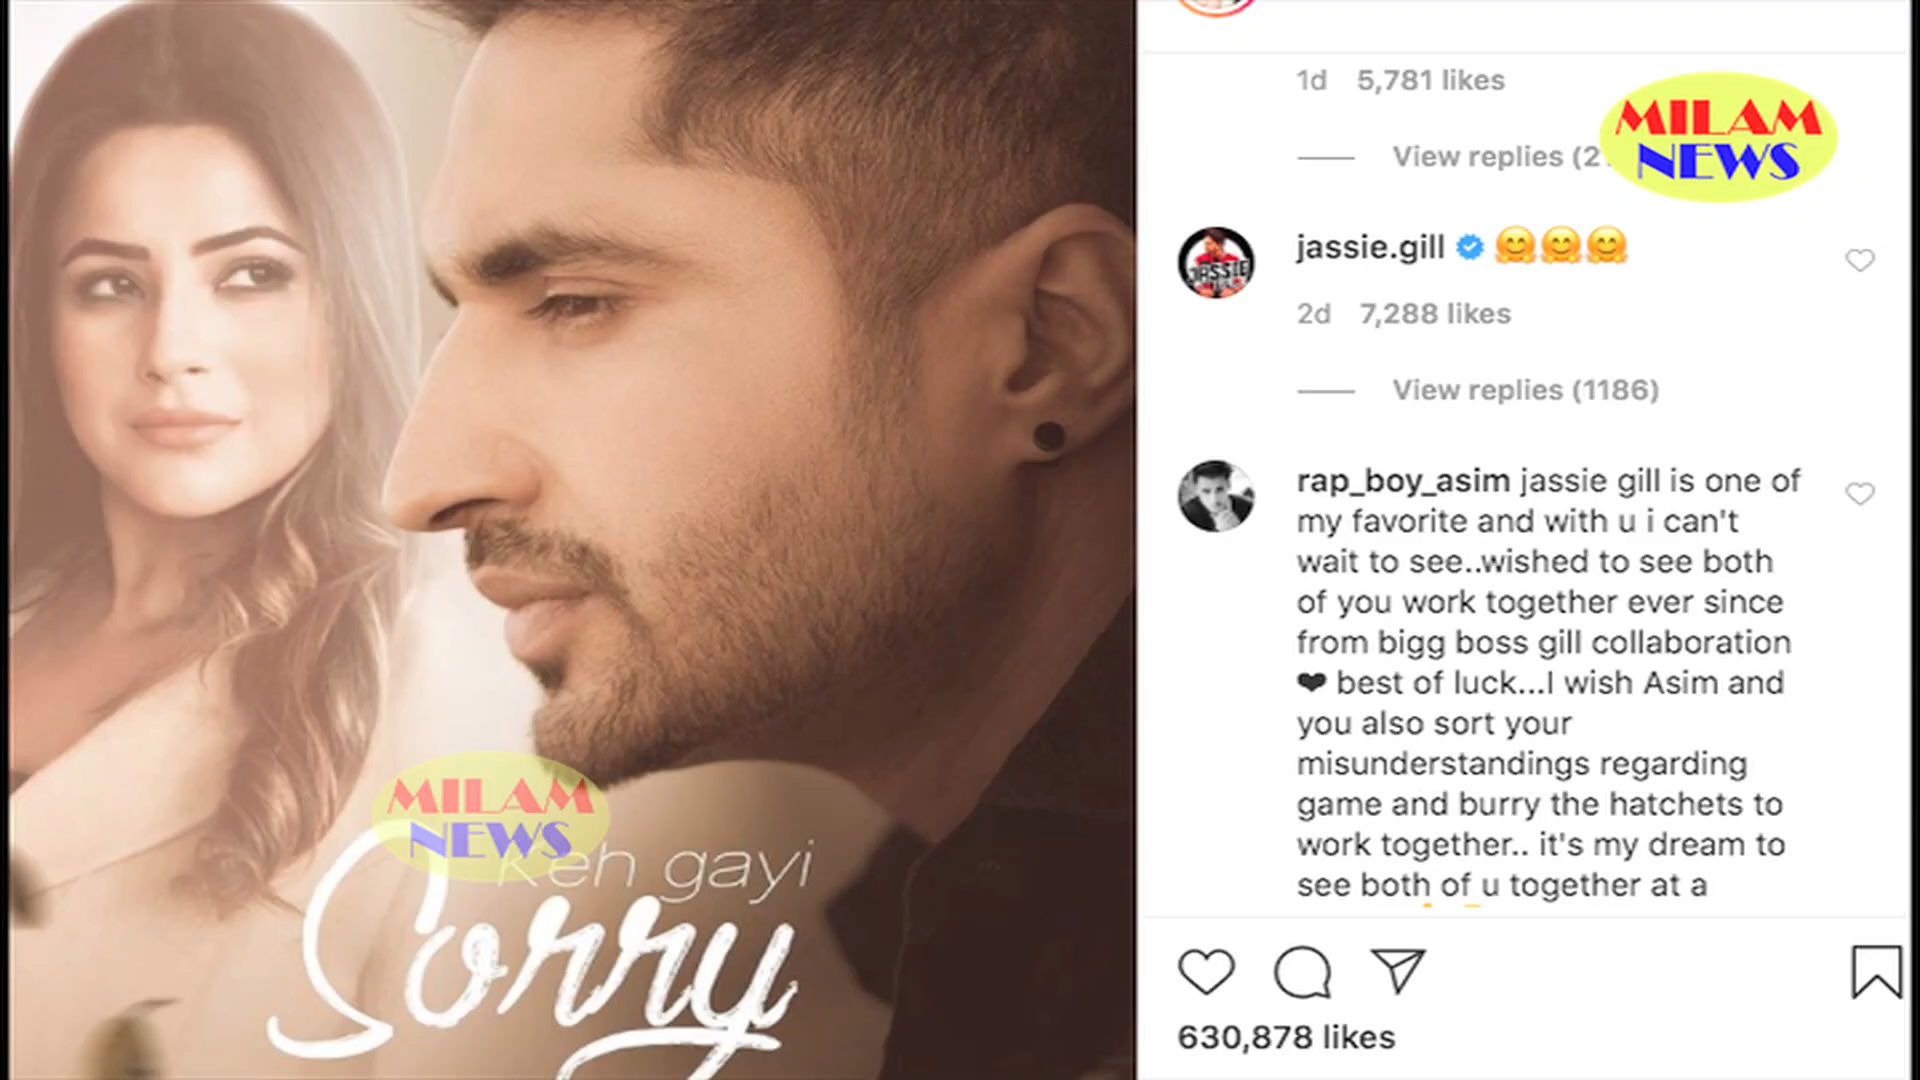 MILAM
NEWS
Keh gayi
Sorry
1d 5,781 likes
View replies
MILAM
NEWS
jassie.gill 🤗🤗🤗
JASSIE
2d 7,288 likes
View replies (1186)
rap_boy_asim jassie gill is one of
my favorite and with u i can't
wait to see..wished to see both
of you work together ever since
from bigg boss gill collaboration
❤ best of luck...I wish Asim and
you also sort your
misunderstandings regarding
game and burry the hatchets to
work together.. it's my dream to
see both of u together at a
630,878 likes